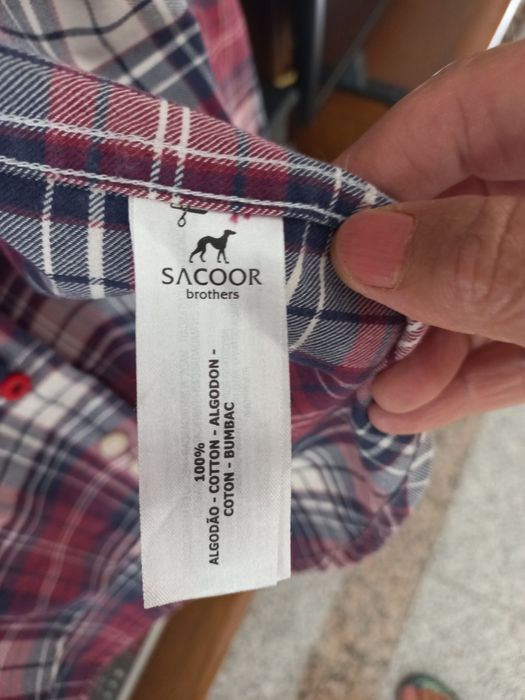 SACOOR
brothers
100%
ALGODÃO - COTTON - ALGODON -
COTON - BUMBAC